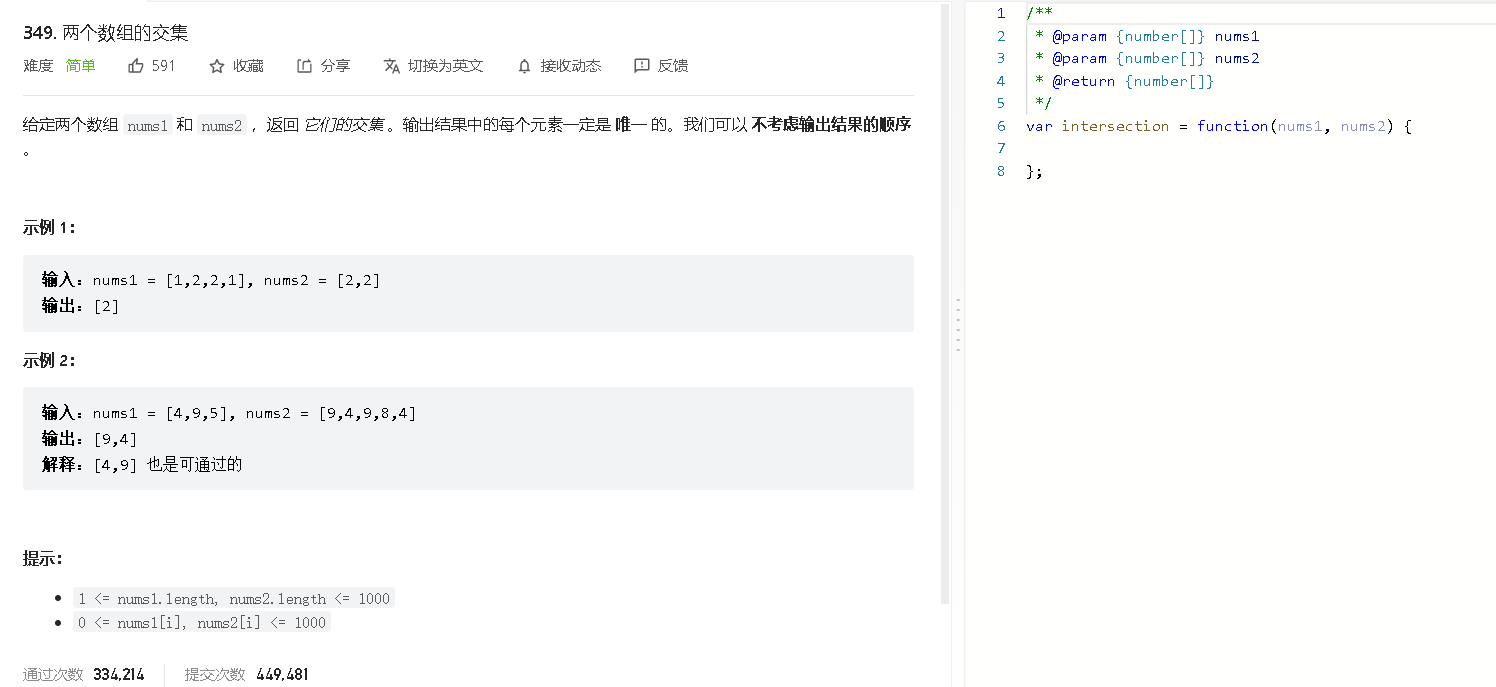 349. 两个数组的交集
难度 简单 591 收藏 分享 切换为英文 接收动态 反馈
给定两个数组 nums1 和 nums2 ，返回 它们的交集 。输出结果中的每个元素一定是 唯一 的。我们可以 不考虑输出结果的顺序
。
示例 1：
输入：nums1 = [1,2,2,1], nums2 = [2,2]
输出：[2]
示例 2：
输入：nums1 = [4,9,5], nums2 = [9,4,9,8,4]
输出：[9,4]
解释：[4,9] 也是可通过的
提示：
1 <= nums1.length, nums2.length <= 1000
0 <= nums1[i], nums2[i] <= 1000
通过次数 334,214 提交次数 449,481
1 /**
2 * @param {number[]} nums1
3 * @param {number[]} nums2
4 * @return {number[]}
5 */
6 var intersection = function(nums1, nums2) {
7
8 };